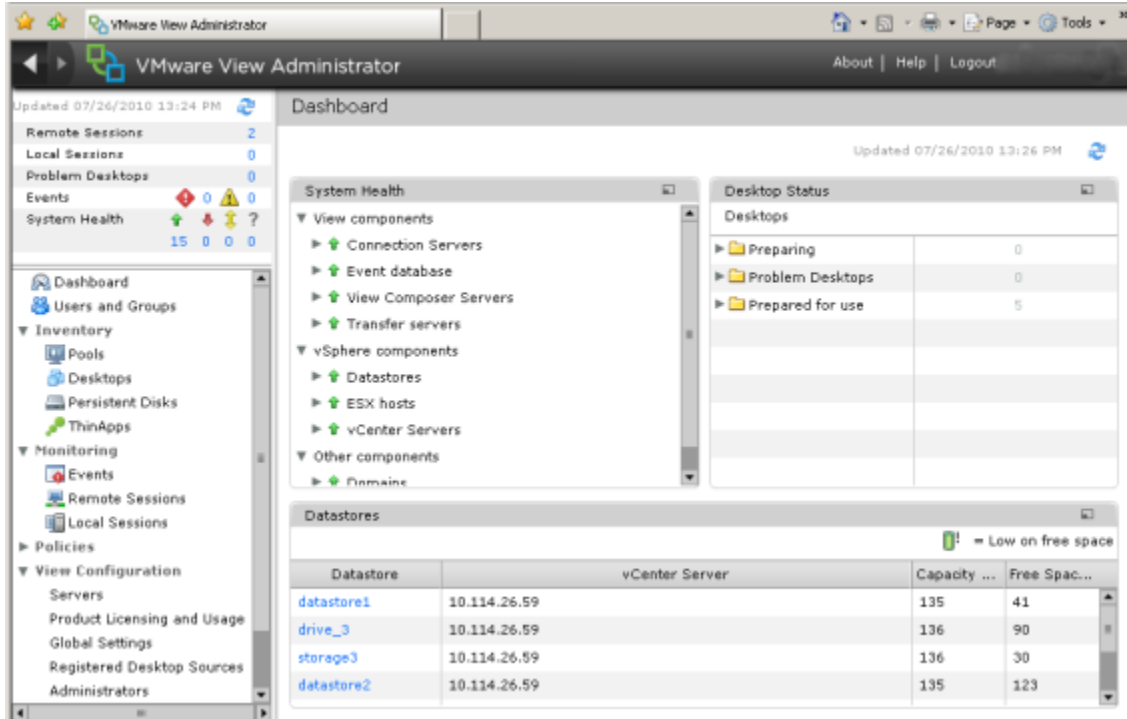 VMware View Administrator
Page
Tools
VMware View Administrator
About | Help | Logout
Updated 07/26/2010 13:24 PM
Remote Sessions 2
Local Sessions 0
Problem Desktops 0
Events 0 0
System Health ?
15 0 0 0
Dashboard
Users and Groups
Inventory
Pools
Desktops
Persistent Disks
ThinApps
Monitoring
Events
Remote Sessions
Local Sessions
Policies
View Configuration
Servers
Product Licensing and Usage
Global Settings
Registered Desktop Sources
Administrators
Dashboard
Updated 07/26/2010 13:26 PM
System Health
View components
Connection Servers
Event database
View Composer Servers
Transfer servers
vSphere components
Datastores
ESX hosts
vCenter Servers
Other components
Domains
Desktop Status
Desktops
Preparing 0
Problem Desktops 0
Prepared for use 5
Datastores
! = Low on free space
Datastore vCenter Server Capacity ... Free Spac...
datastore1 10.114.26.59 135 41
drive_3 10.114.26.59 136 90
storage3 10.114.26.59 136 30
datastore2 10.114.26.59 135 123